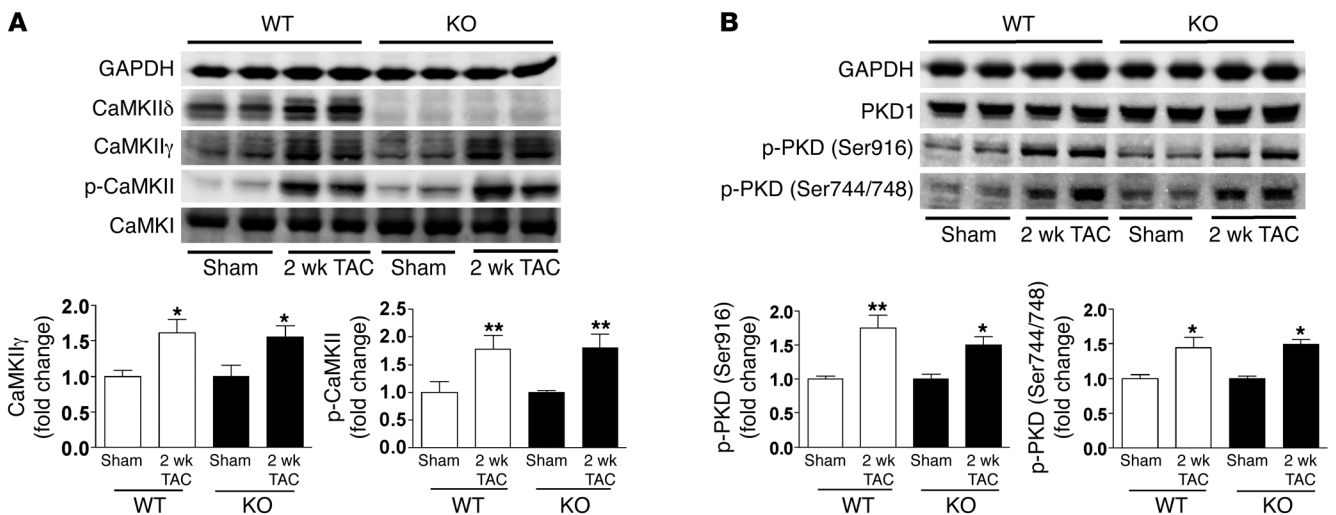 A
WT KO
GAPDH
CaMKIIδ
CaMKIIγ
p-CaMKII
CaMKI
Sham 2 wk TAC Sham 2 wk TAC
CaMKIIγ
(fold change)
2.0
1.5
1.0
0.5
0.0
* *
Sham 2 wk Sham 2 wk
TAC TAC
WT KO
p-CaMKII
(fold change)
2.5
2.0
1.5
1.0
0.5
0.0
** **
Sham 2 wk Sham 2 wk
TAC TAC
WT KO
B
WT KO
GAPDH
PKD1
p-PKD (Ser916)
p-PKD (Ser744/748)
Sham 2 wk TAC Sham 2 wk TAC
p-PKD (Ser916)
(fold change)
2.0
1.5
1.0
0.5
0.0
** *
Sham 2 wk Sham 2 wk
TAC TAC
WT KO
p-PKD (Ser744/748)
(fold change)
2.0
1.5
1.0
0.5
0.0
* *
Sham 2 wk Sham 2 wk
TAC TAC
WT KO